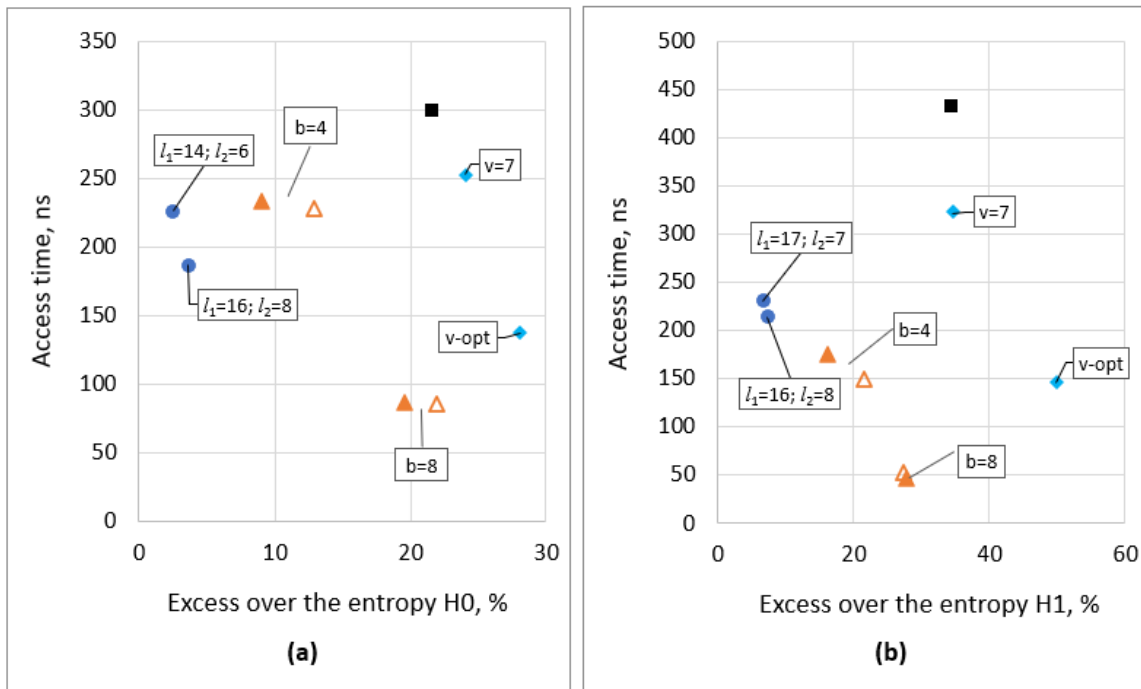 350
300
250
200
150
100
50
0
0
10
20
30
Access time, ns
Excess over the entropy H0, %
l₁=14; l₂=6
l₁=16; l₂=8
b=4
v=7
v-opt
b=8
(a)
500
450
400
350
300
250
200
150
100
50
0
0
20
40
60
Access time, ns
Excess over the entropy H1, %
l₁=17; l₂=7
l₁=16; l₂=8
v=7
b=4
v-opt
b=8
(b)